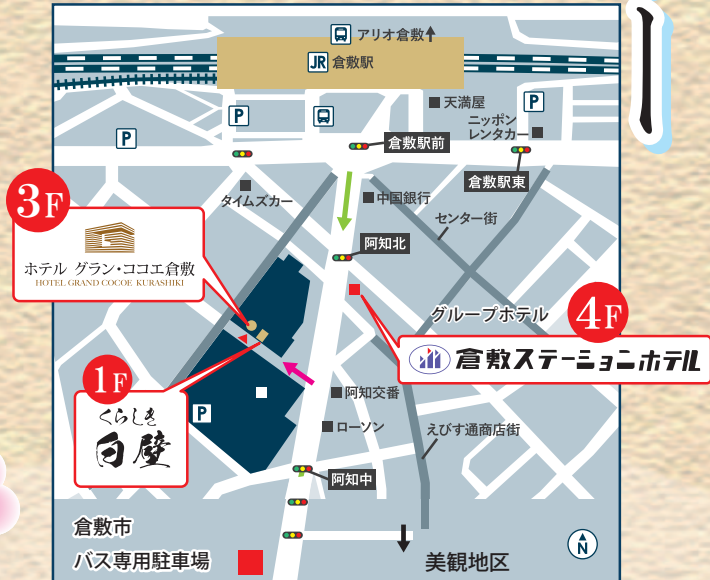 アリオ倉敷↑
JR 倉敷駅
天満屋
P
P
P
ニッポン
レンタカー
倉敷駅前
倉敷駅東
タイムズカー
中国銀行
センター街
阿知北
3F
ホテル グラン・ココエ倉敷
HOTEL GRAND COCOE KURASHIKI
グループホテル
4F
倉敷ステーションホテル
1F
くらしき
白壁
P
阿知交番
ローソン
えびす通商店街
阿知中
倉敷市
バス専用駐車場
美観地区
N